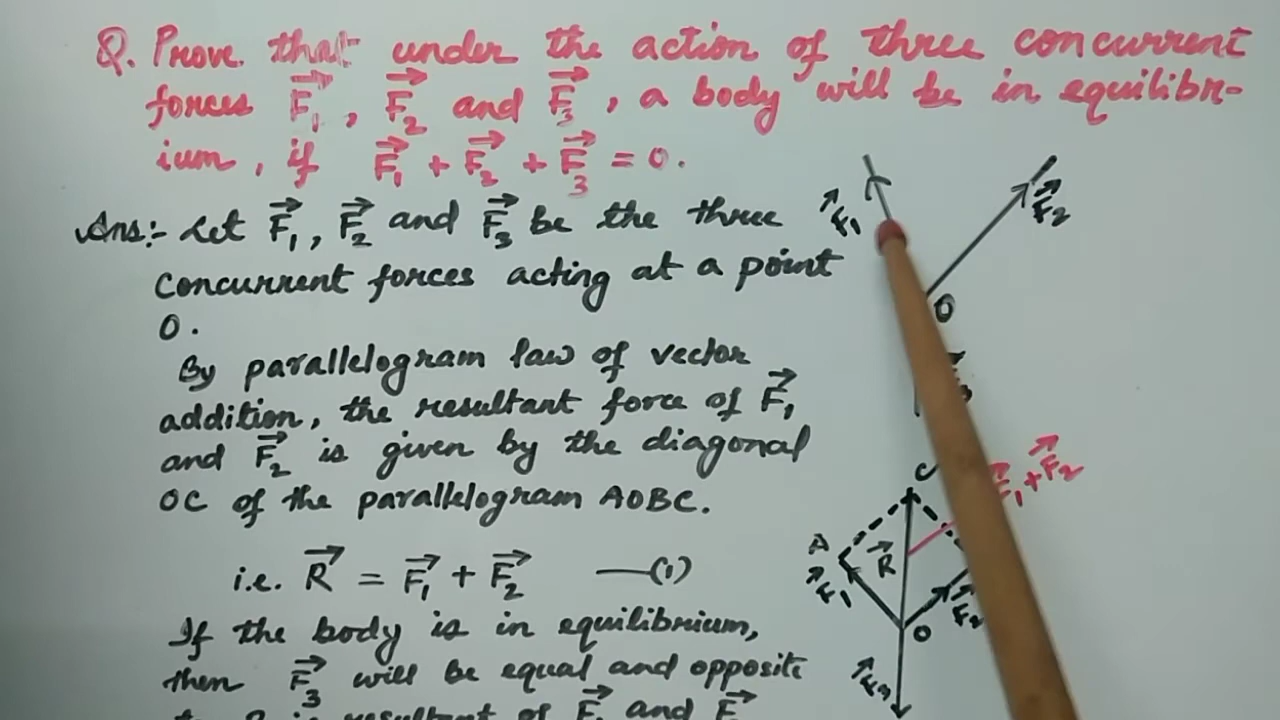 Q. Prove that under the action of three concurrent
forces F⃗₁, F⃗₂ and F⃗₃, a body will be in equilibr-
ium, if F⃗₁ + F⃗₂ + F⃗₃ = 0.
Ans:- Let F⃗₁, F⃗₂ and F⃗₃ be the three
concurrent forces acting at a point
O.
By parallelogram law of vector
addition, the resultant force of F⃗₁
and F⃗₂ is given by the diagonal
OC of the parallelogram AOBC.
i.e. R⃗ = F⃗₁ + F⃗₂ —(1)
If the body is in equilibrium,
then F⃗₃ will be equal and opposite
resultant of F⃗ and F⃗
F⃗₁
F⃗₂
O
C
F⃗₁+F⃗₂
A
R⃗
F⃗₁
F⃗₂
O
F⃗₃